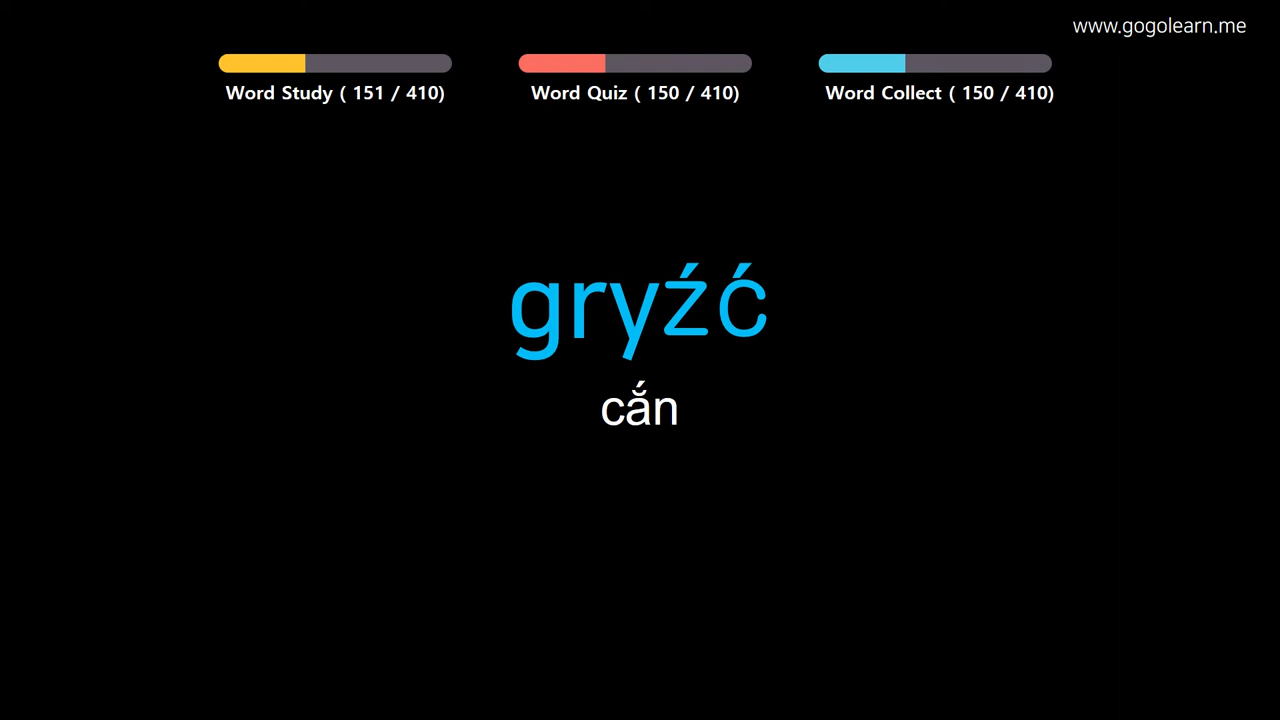 www.gogolearn.me
Word Study ( 151 / 410)
Word Quiz ( 150 / 410)
Word Collect ( 150 / 410)
gryźć
cắn